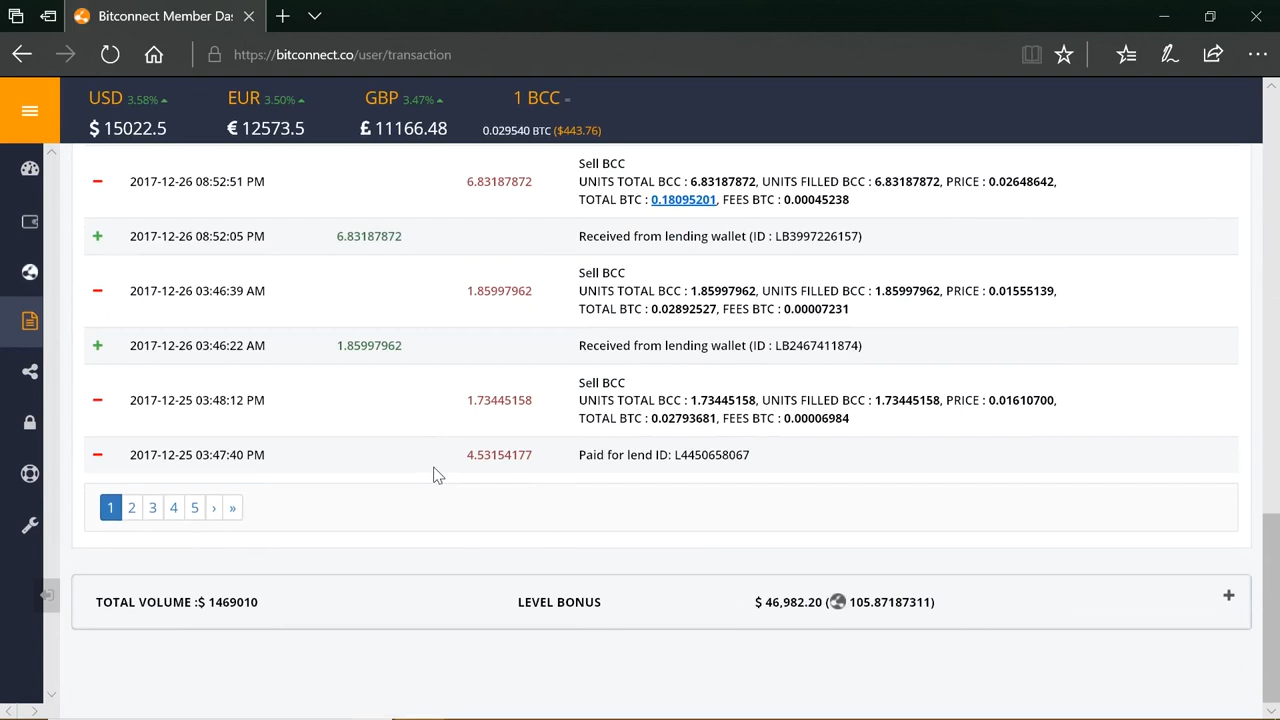 Bitconnect Member Das
https://bitconnect.co/user/transaction
USD 3.58% EUR 3.50% GBP 3.47% 1 BCC =
$ 15022.5 € 12573.5 £ 11166.48 0.029540 BTC ($443.76)
Sell BCC
2017-12-26 08:52:51 PM 6.83187872 UNITS TOTAL BCC : 6.83187872, UNITS FILLED BCC : 6.83187872, PRICE : 0.02648642,
TOTAL BTC : 0.18095201, FEES BTC : 0.00045238
2017-12-26 08:52:05 PM 6.83187872 Received from lending wallet (ID : LB3997226157)
Sell BCC
2017-12-26 03:46:39 AM 1.85997962 UNITS TOTAL BCC : 1.85997962, UNITS FILLED BCC : 1.85997962, PRICE : 0.01555139,
TOTAL BTC : 0.02892527, FEES BTC : 0.00007231
2017-12-26 03:46:22 AM 1.85997962 Received from lending wallet (ID : LB2467411874)
Sell BCC
2017-12-25 03:48:12 PM 1.73445158 UNITS TOTAL BCC : 1.73445158, UNITS FILLED BCC : 1.73445158, PRICE : 0.01610700,
TOTAL BTC : 0.02793681, FEES BTC : 0.00006984
2017-12-25 03:47:40 PM 4.53154177 Paid for lend ID: L4450658067
1 2 3 4 5 › »
TOTAL VOLUME :$ 1469010 LEVEL BONUS $ 46,982.20 ( 105.87187311)